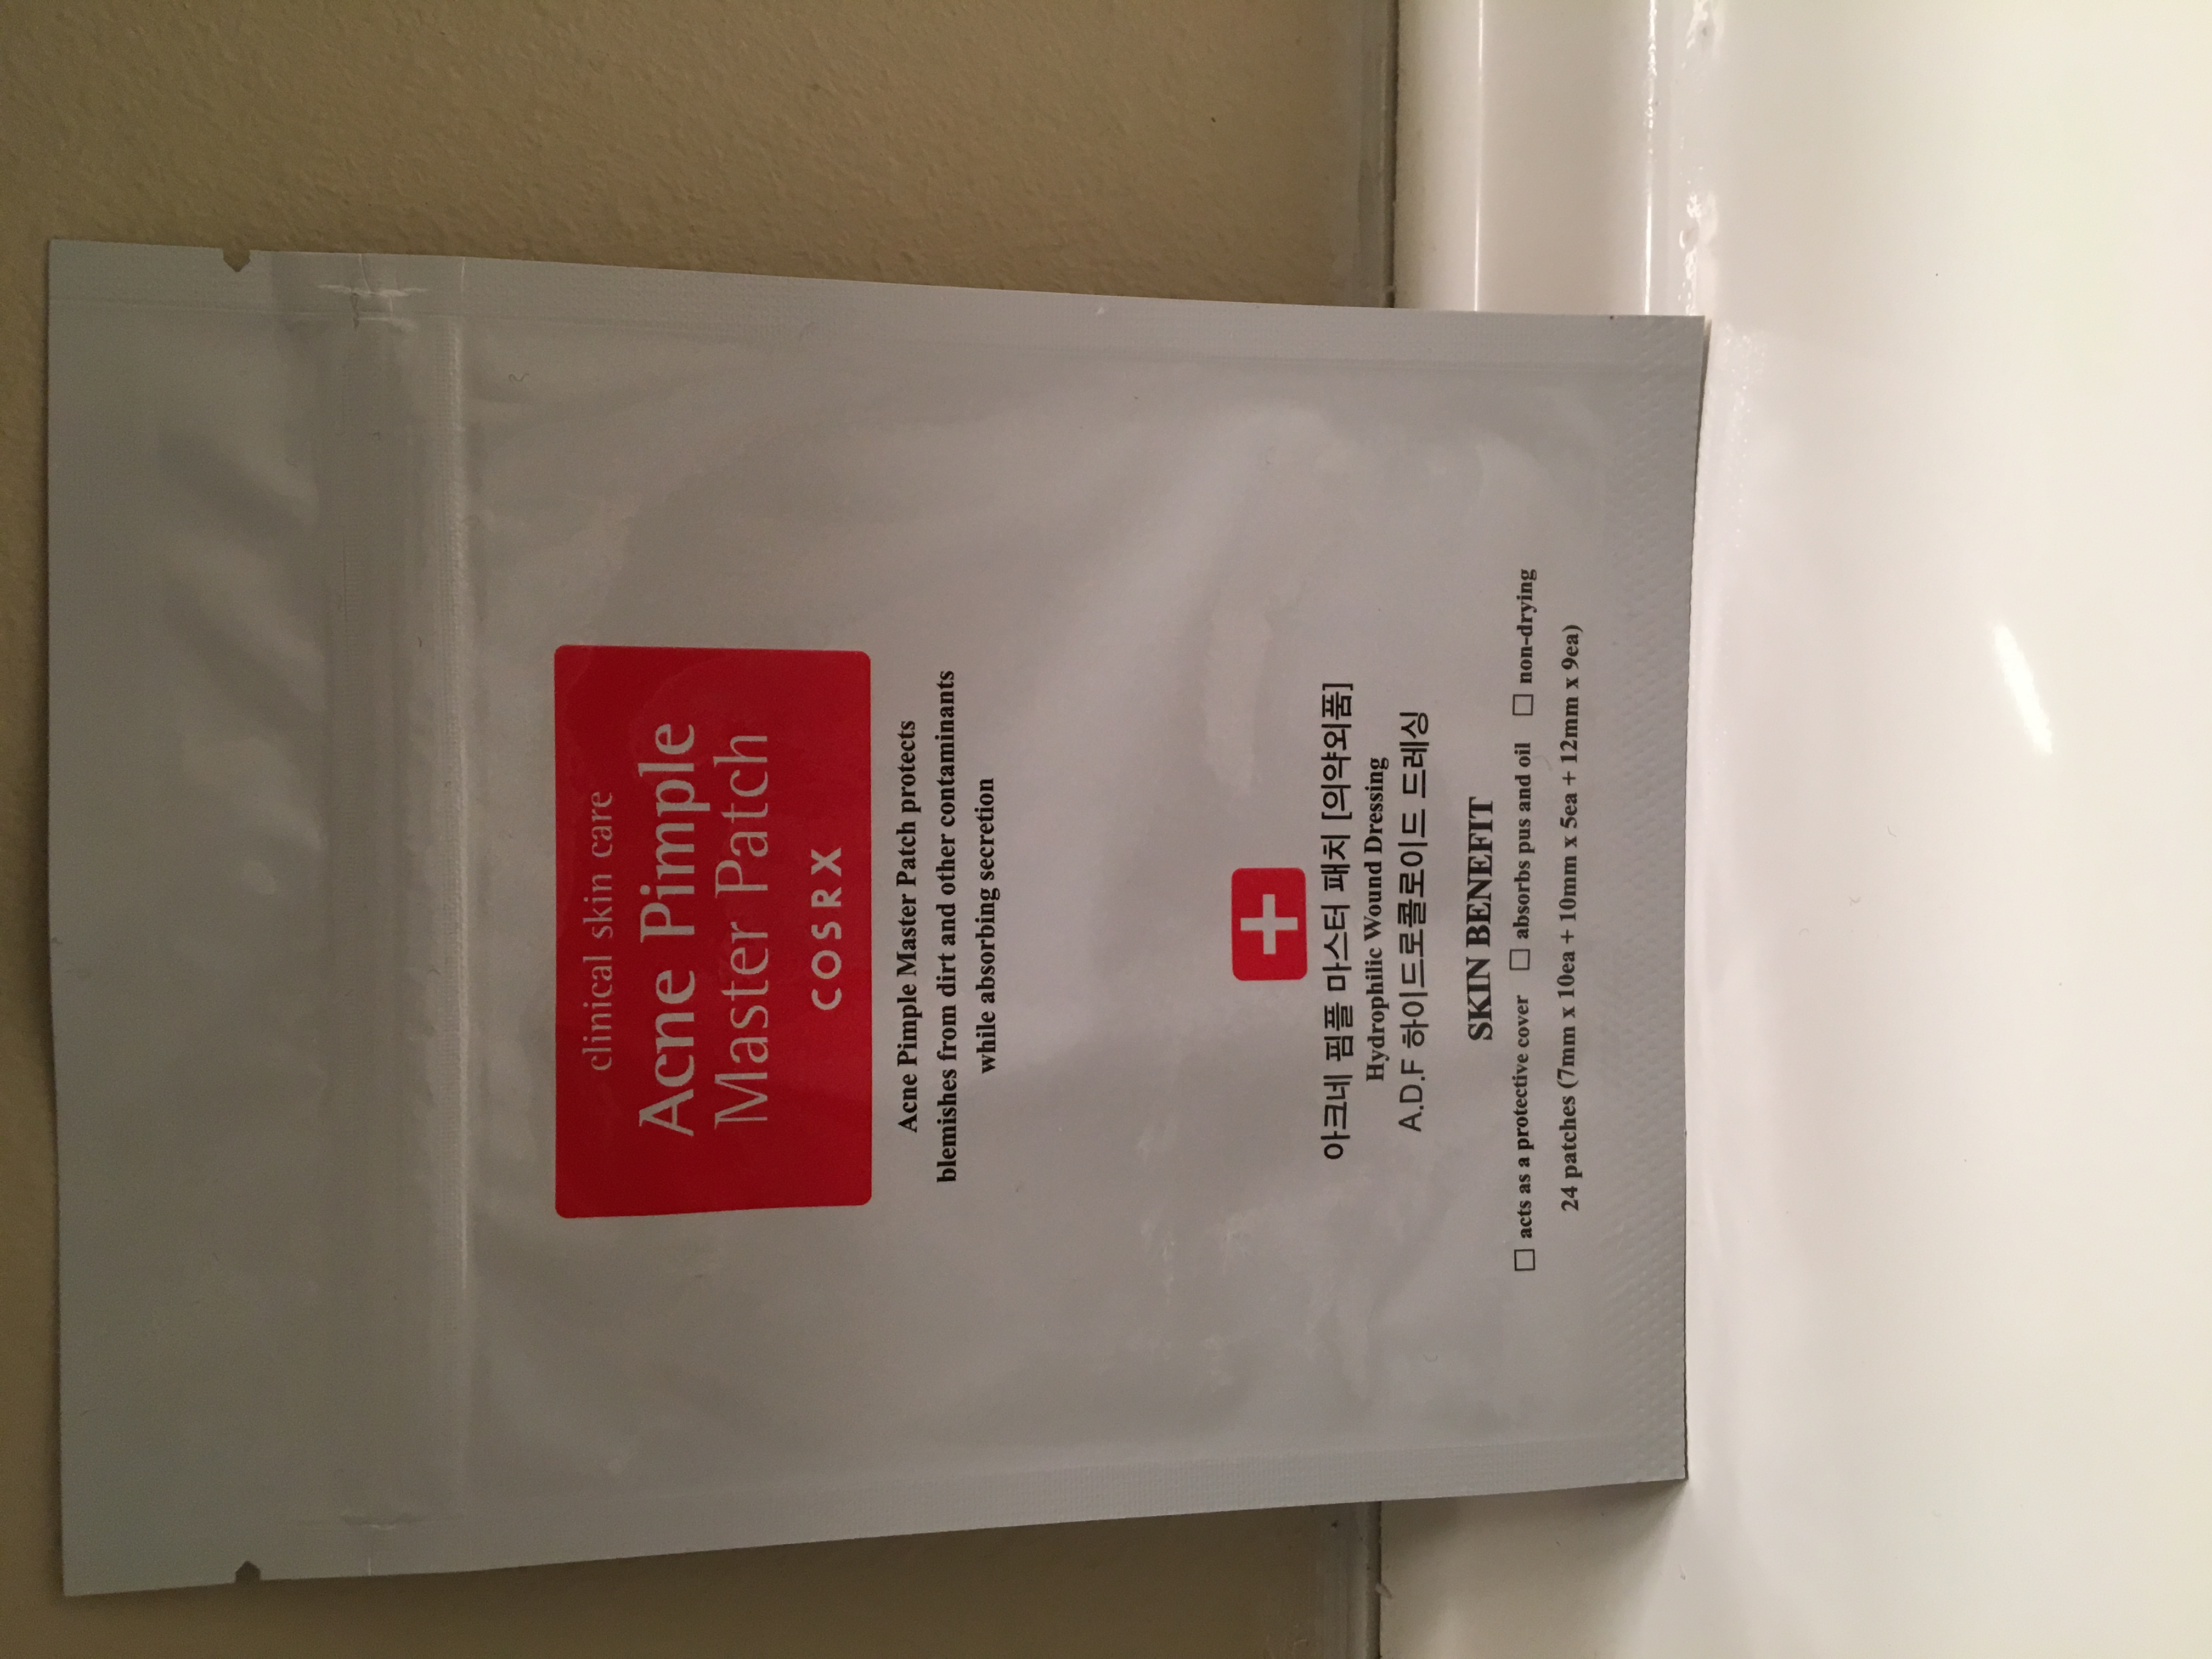 clinical skin care
Acne Pimple
Master Patch
COSRX
Acne Pimple Master Patch protects
blemishes from dirt and other contaminants
while absorbing secretion
아크네 핌플 마스터 패치 [의약외품]
Hydrophilic Wound Dressing
A.D.F 하이드로콜로이드 드레싱
SKIN BENEFIT
☐ acts as a protective cover ☐ absorbs pus and oil ☐ non-drying
24 patches (7mm x 10ea + 10mm x 5ea + 12mm x 9ea)